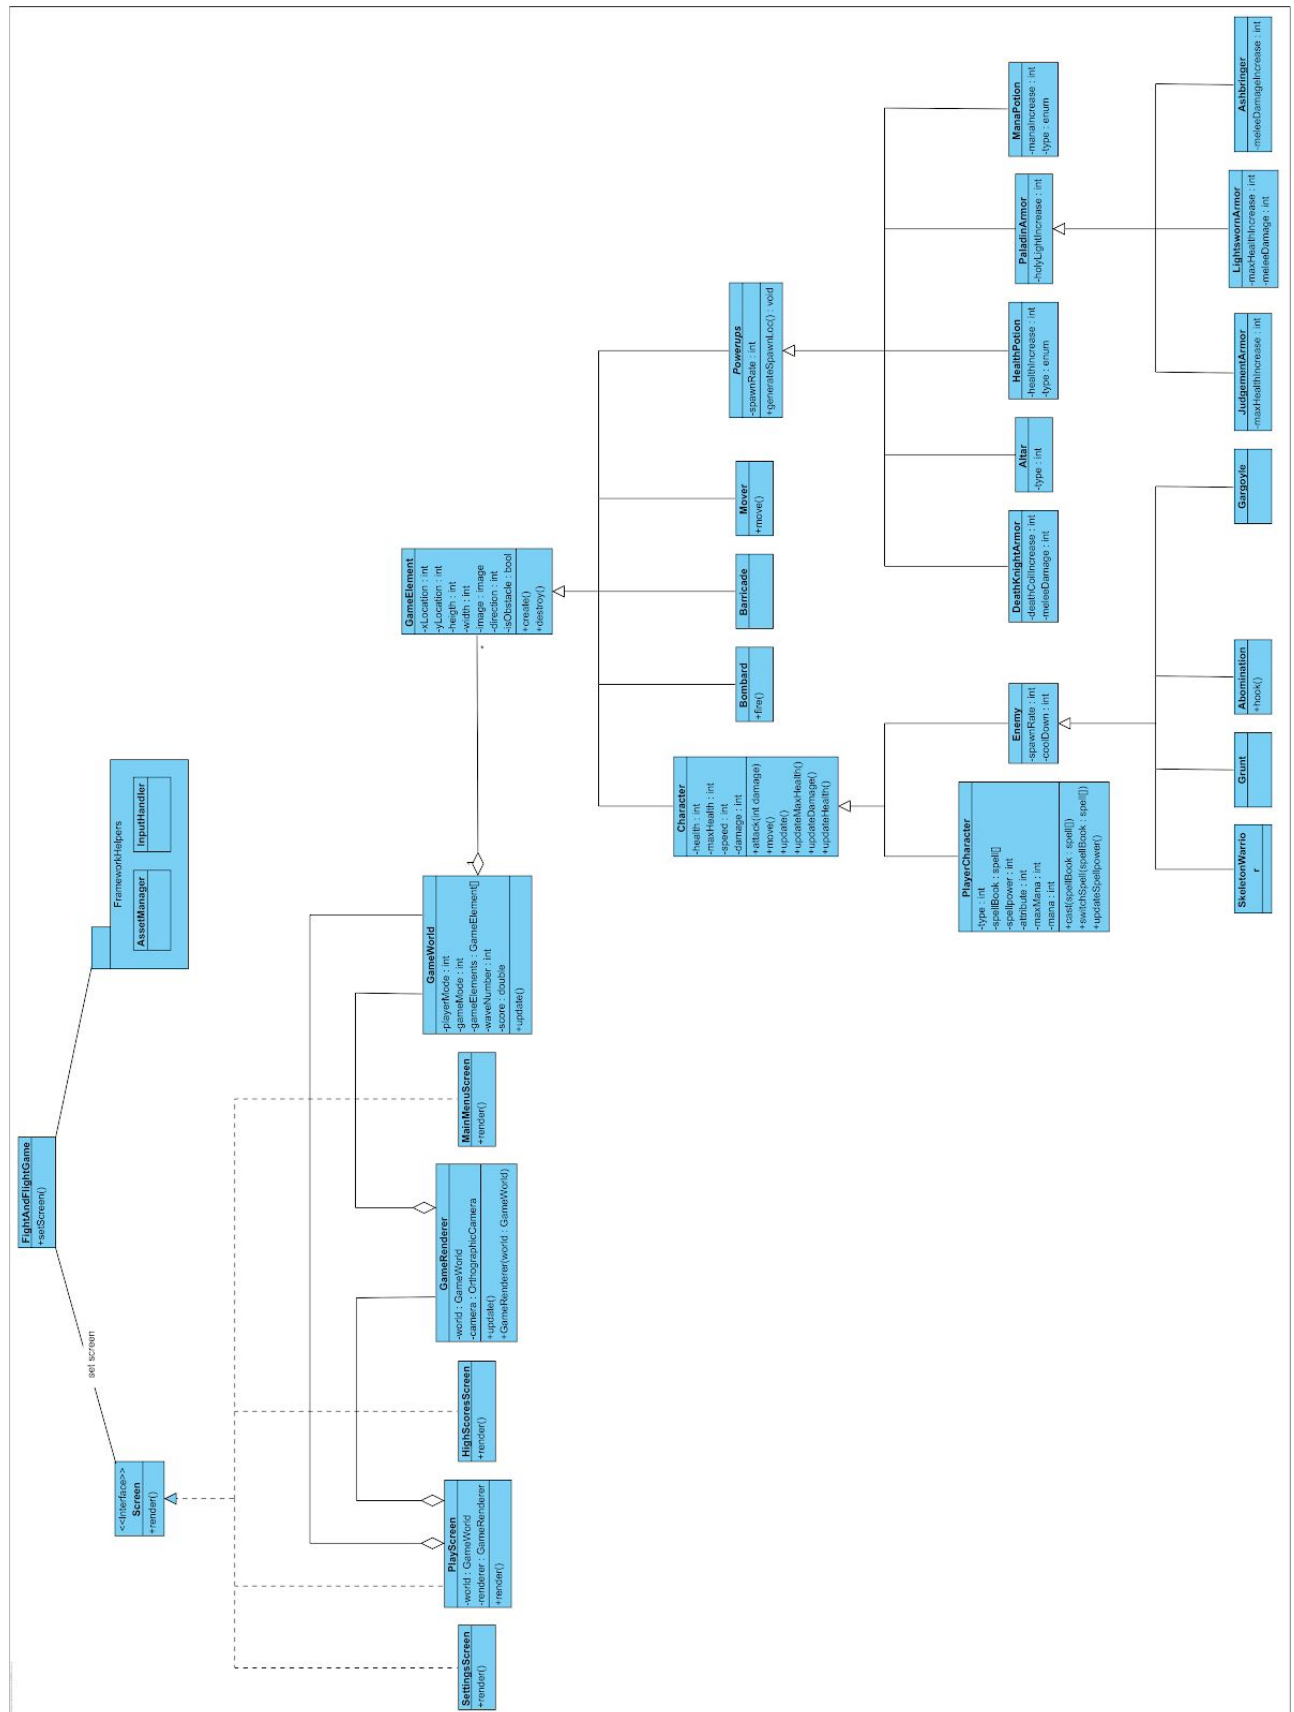 FightAndFlightGame
+setScreen()
set screen
FrameworkHelpers
AssetManager
InputHandler
<<Interface>>
Screen
+render()
SettingsScreen
+render()
PlayScreen
-world : GameWorld
-renderer : GameRenderer
+render()
HighScoresScreen
+render()
GameRenderer
-world : GameWorld
-camera : OrthographicCamera
+update()
+GameRenderer(world : GameWorld)
MainMenuScreen
+render()
GameWorld
-playerMode : int
-gameMode : int
-gameElements : GameElement[]
-waveNumber : int
-score : double
+update()
1
*
GameElement
-xLocation : int
-yLocation : int
-heigth : int
-width : int
-image : image
-direction : int
-isObstacle : bool
+create()
+destroy()
Character
-health : int
-maxHealth : int
-speed : int
-damage : int
+attack(int damage)
+move()
+update()
+updateMaxHealth()
+updateDamage()
+updateHealth()
Bombard
+fire()
Barricade
Mover
+move()
Powerups
-spawnRate : int
+generateSpawnLoc() : void
PlayerCharacter
-type : int
-spellBook : spell[]
-spellpower : int
-attribute : int
-maxMana : int
-mana : int
+cast(spellBook : spell[])
+switchSpell(spellBook : spell[])
+updateSpellpower()
Enemy
-spawnRate : int
-coolDown : int
DeathKnightArmor
-deathCoilIncrease : int
-meleeDamage : int
Altar
-type : int
HealthPotion
-healthIncrease : int
-type : enum
PaladinArmor
-holyLightIncrease : int
ManaPotion
-manaIncrease : int
-type : enum
SkeletonWarrio
r
Grunt
Abomination
+hook()
Gargoyle
JudgementArmor
-maxHealthIncrease : int
LightswornArmor
-maxHealthIncrease : int
-meleeDamage : int
Ashbringer
-meleeDamageIncrease : int